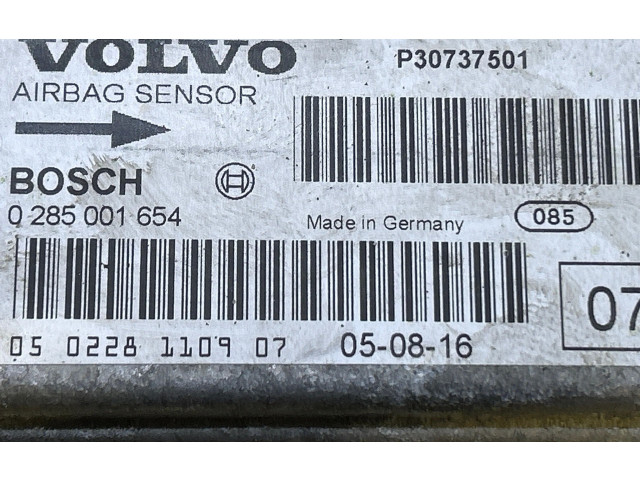 VOLVO P30737501
AIRBAG SENSOR
BOSCH
0 285 001 654 Made in Germany 085
07
05 0228 1109 07 05-08-16